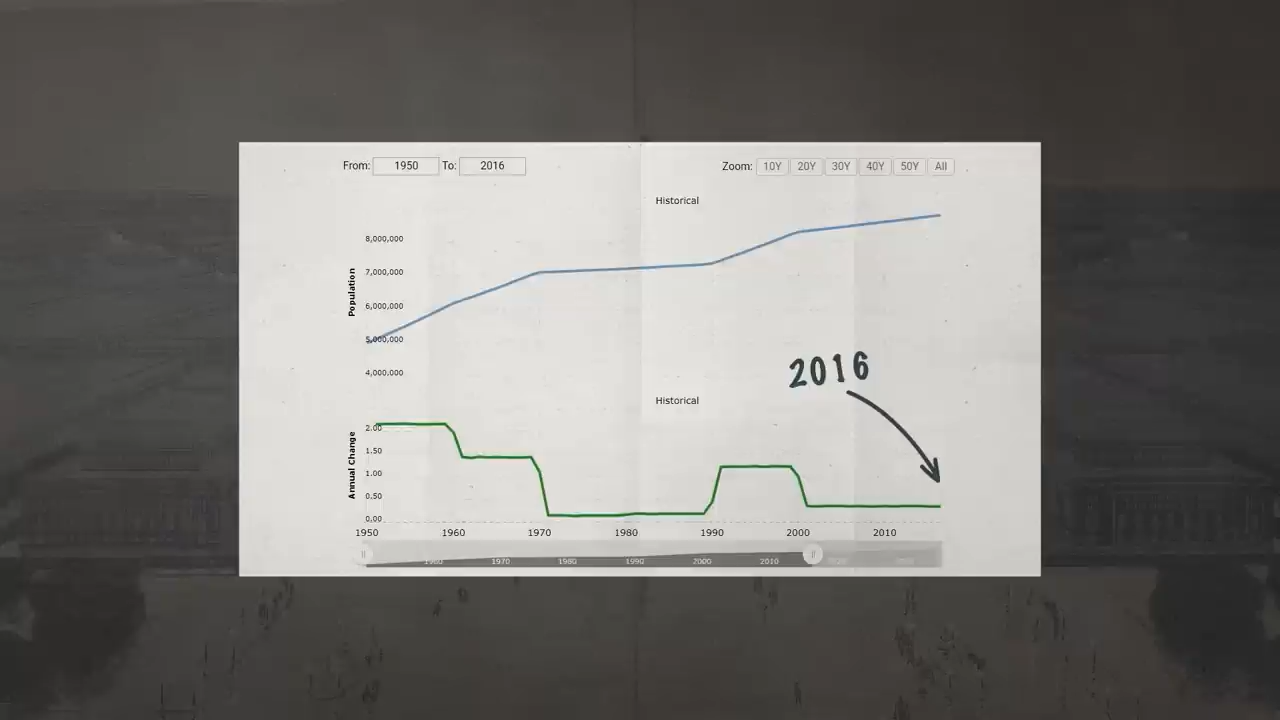 From: 1950 To: 2016
Zoom: 10Y 20Y 30Y 40Y 50Y All
Historical
8,000,000
7,000,000
6,000,000
5,000,000
4,000,000
Population
2016
Historical
2.00
1.50
1.00
0.50
0.00
Annual Change
1950 1960 1970 1980 1990 2000 2010
1960 1970 1980 1990 2000 2010